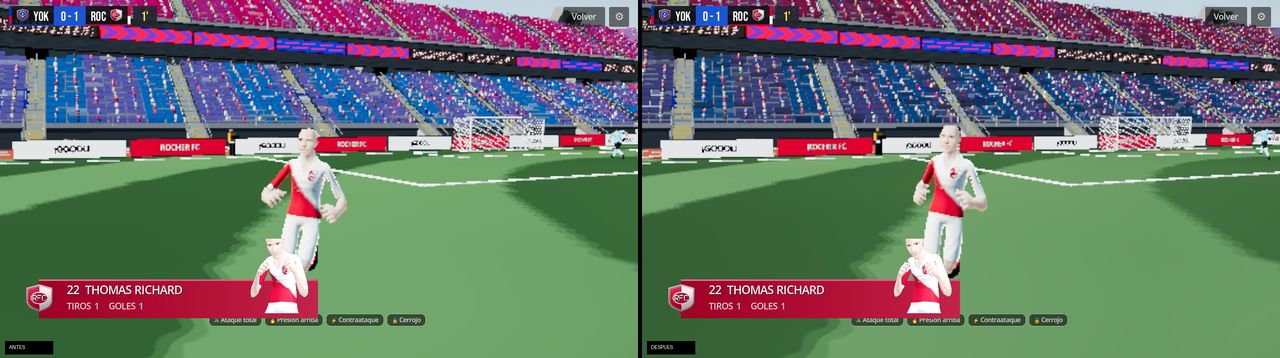 YOK 0 - 1 ROC 1'
Volver
ROCHER FC
22 THOMAS RICHARD
TIROS 1 GOLES 1
RFC
Ataque total
Presión arriba
Contraataque
Cerrojo
ANTES
YOK 0 - 1 ROC 1'
Volver
ROCHER FC
22 THOMAS RICHARD
TIROS 1 GOLES 1
RFC
Ataque total
Presión arriba
Contraataque
Cerrojo
DESPUES